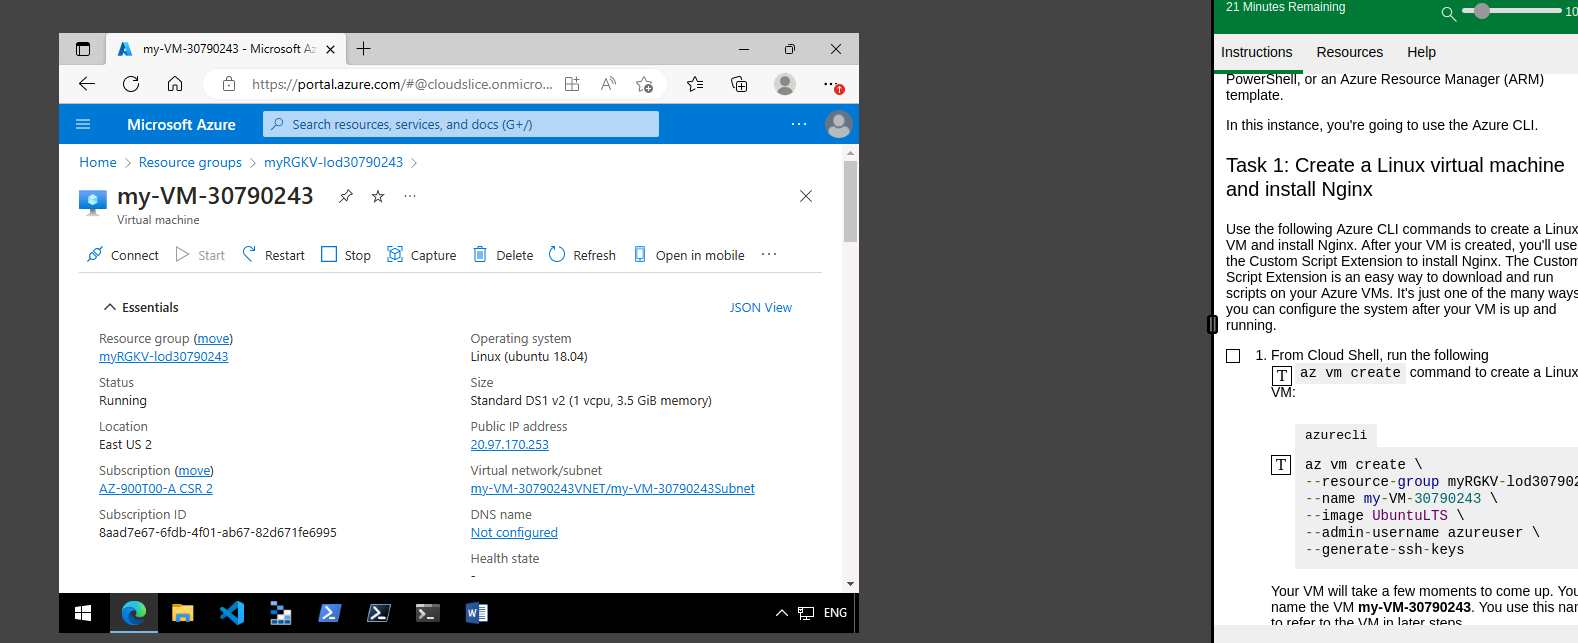 my-VM-30790243 - Microsoft Az
https://portal.azure.com/#@cloudslice.onmicro...
Microsoft Azure
Search resources, services, and docs (G+/)
Home > Resource groups > myRGKV-lod30790243 >
my-VM-30790243
Virtual machine
Connect Start Restart Stop Capture Delete Refresh Open in mobile ...
Essentials
JSON View
Resource group (move)
myRGKV-lod30790243
Status
Running
Location
East US 2
Subscription (move)
AZ-900T00-A CSR 2
Subscription ID
8aad7e67-6fdb-4f01-ab67-82d671fe6995
Operating system
Linux (ubuntu 18.04)
Size
Standard DS1 v2 (1 vcpu, 3.5 GiB memory)
Public IP address
20.97.170.253
Virtual network/subnet
my-VM-30790243VNET/my-VM-30790243Subnet
DNS name
Not configured
Health state
-
ENG
21 Minutes Remaining
10
Instructions Resources Help
PowerShell, or an Azure Resource Manager (ARM)
template.
In this instance, you're going to use the Azure CLI.
Task 1: Create a Linux virtual machine
and install Nginx
Use the following Azure CLI commands to create a Linux
VM and install Nginx. After your VM is created, you'll use
the Custom Script Extension to install Nginx. The Custom
Script Extension is an easy way to download and run
scripts on your Azure VMs. It's just one of the many ways
you can configure the system after your VM is up and
running.
1. From Cloud Shell, run the following
T az vm create command to create a Linux
VM:
azurecli
T az vm create \
--resource-group myRGKV-lod307902
--name my-VM-30790243 \
--image UbuntuLTS \
--admin-username azureuser \
--generate-ssh-keys
Your VM will take a few moments to come up. You
name the VM my-VM-30790243. You use this nam
to refer to the VM in later steps